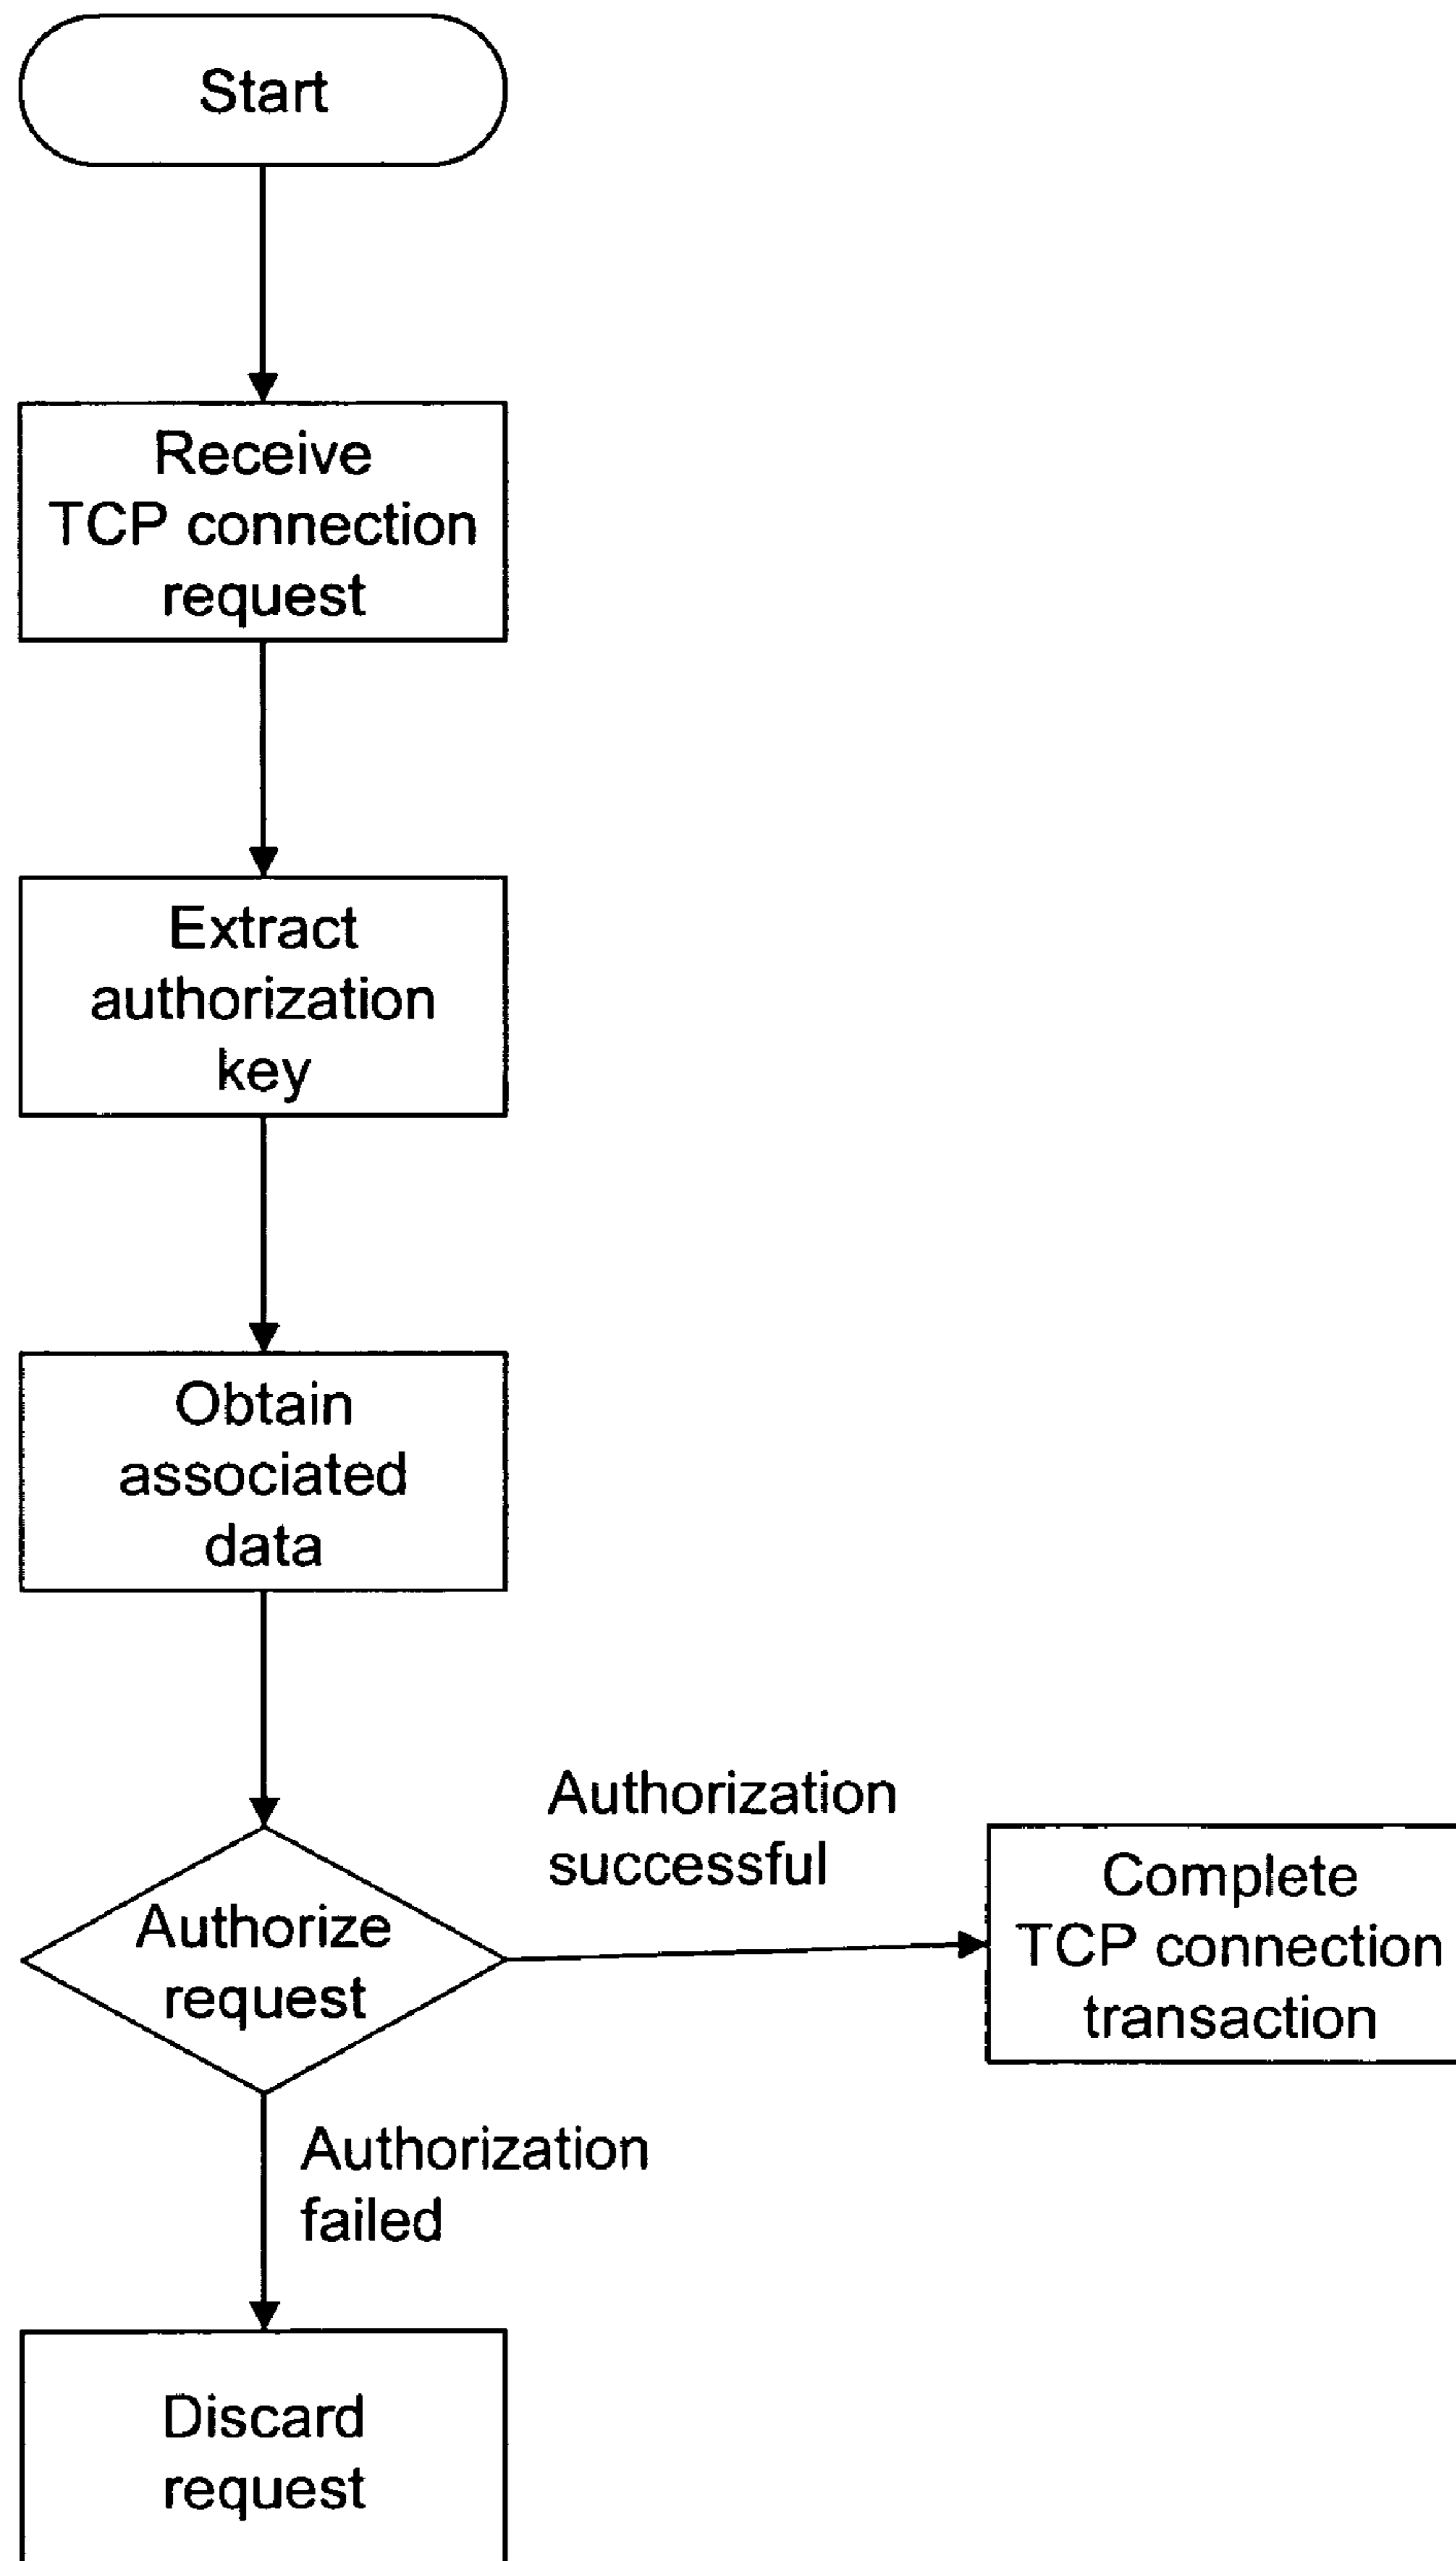 Start
Receive
TCP connection
request
Extract
authorization
key
Obtain
associated
data
Authorize
request
Authorization
successful
Complete
TCP connection
transaction
Authorization
failed
Discard
request